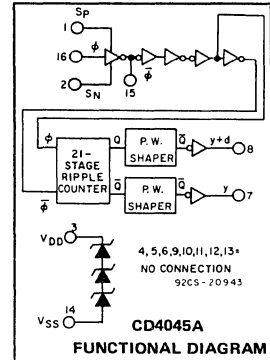 Sp
1
16 ϕ
2
SN
15
ϕ̅
ϕ
21-
STAGE
RIPPLE
COUNTER
ϕ̅
Q
P. W.
SHAPER
Q̅
y+d
8
Q̅
P. W.
SHAPER
Q̅
y
7
VDD 3
VSS 14
4,5,6,9,10,11,12,13=
NO CONNECTION
92CS-20943
CD4045A
FUNCTIONAL DIAGRAM